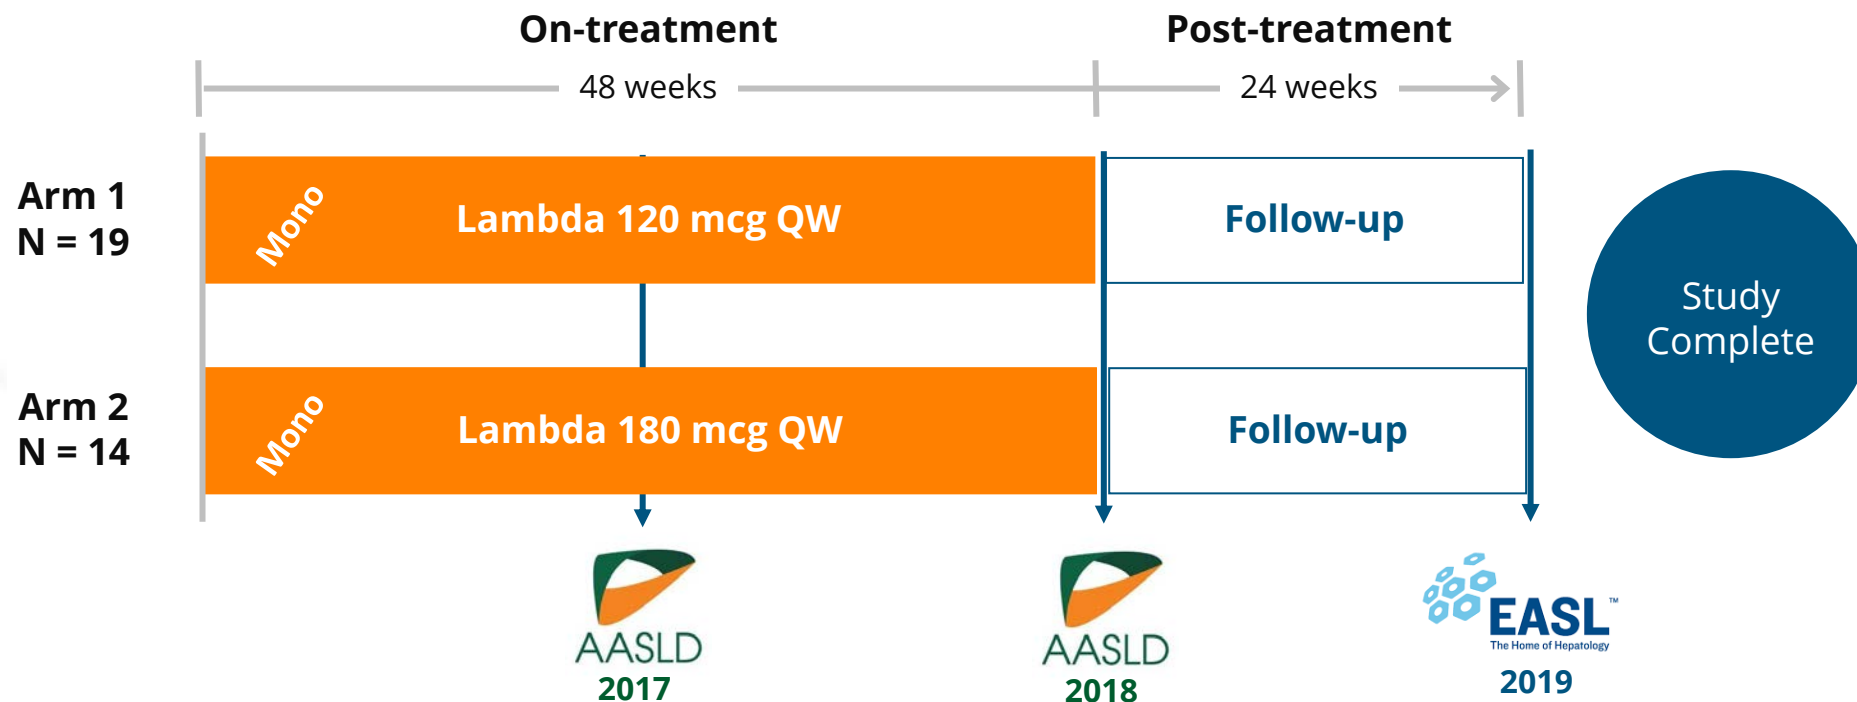 On-treatment
Post-treatment
48 weeks
24 weeks
Arm 1
N = 19
Mono
Lambda 120 mcg QW
Follow-up
Study
Complete
Arm 2
N = 14
Mono
Lambda 180 mcg QW
Follow-up
AASLD
2017
AASLD
2018
EASL™
The Home of Hepatology
2019